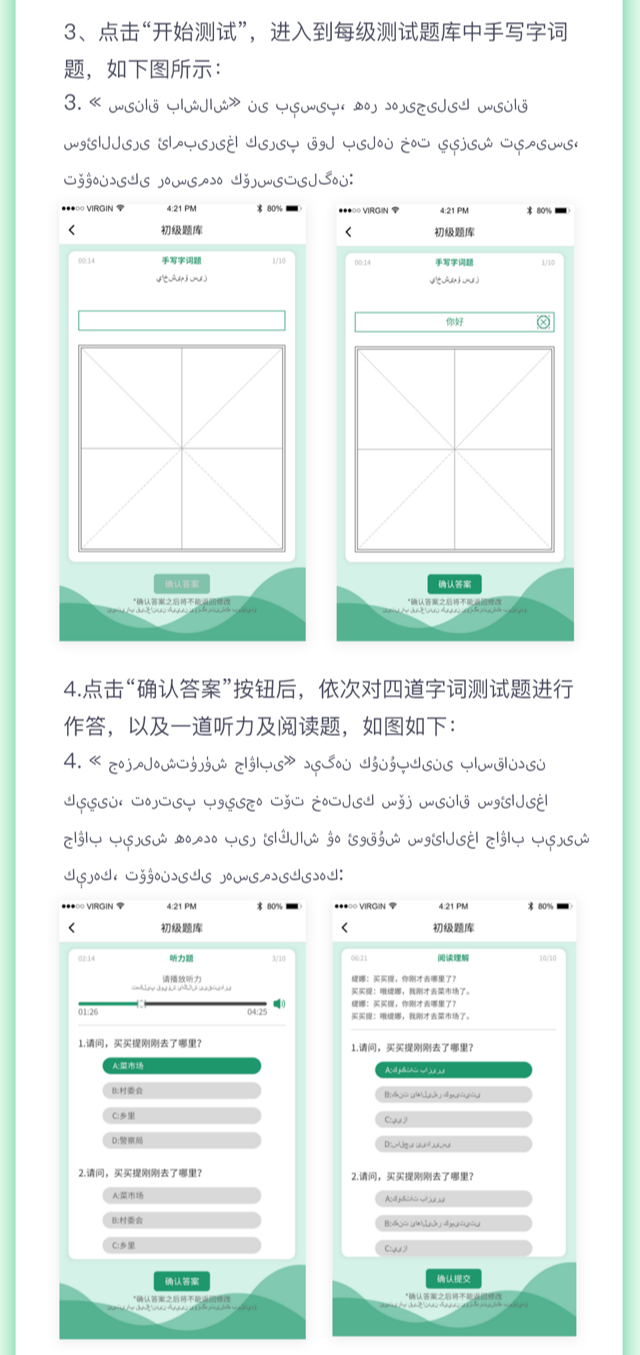 3、点击“开始测试”，进入到每级测试题库中手写字词
题，如下图所示：
3. « سىناق باشلاش» نى بېسىپ، ھەر دەرىجىلىك سىناق
سوئاللىرى ئامبىرىغا كىرىپ قول بىلەن خەت يېزىش تېمىسى،
تۆۋەندىكى رەسىمدە كۆرسىتىلگەن:
VIRGIN 4:21 PM 80%
初级题库
00:14 手写字词题 1/10
确认答案
*确认答案之后将不能返回修改
VIRGIN 4:21 PM 80%
初级题库
00:14 手写字词题 1/10
你好
确认答案
*确认答案之后将不能返回修改
4.点击“确认答案”按钮后，依次对四道字词测试题进行
作答，以及一道听力及阅读题，如图如下：
4. « جەزملەشتۈرۈش جاۋابى» دېگەن كۇنۇپكىنى باسقاندىن
كېيىن، تەرتىپ بويىچە تۆت خەتلىك سۆز سىناق سوئالىغا
جاۋاب بېرىش ھەمدە بىر ئاڭلاش ۋە ئوقۇش سوئالىغا جاۋاب بېرىش
كېرەك، تۆۋەندىكى رەسىمدىكىدەك:
VIRGIN 4:21 PM 80%
初级题库
02:14 听力题 3/10
请播放听力
01:26 04:25
1.请问，买买提刚刚去了哪里？
A:菜市场
B:村委会
C:乡里
D:警察局
2.请问，买买提刚刚去了哪里？
A:菜市场
B:村委会
C:乡里
确认答案
*确认答案之后将不能返回修改
VIRGIN 4:21 PM 80%
初级题库
06:21 阅读理解 10/10
缇娜：买买提，你刚才去哪里了？
买买提：哦缇娜，我刚才去菜市场了。
缇娜：买买提，你刚才去哪里了？
买买提：哦缇娜，我刚才去菜市场了。
1.请问，买买提刚刚去了哪里？
2.请问，买买提刚刚去了哪里？
确认提交
*确认答案之后将不能返回修改